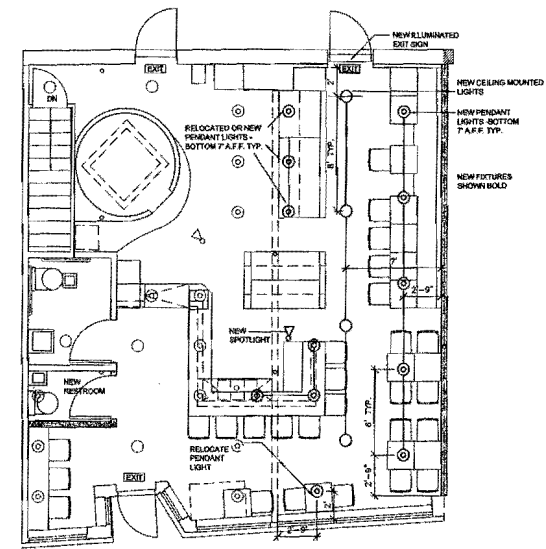 NEW ILLUMINATED
EXIT SIGN
EXIT
EXIT
DN
2'
NEW CEILING MOUNTED
LIGHTS
NEW PENDANT
LIGHTS -BOTTOM
7' A.F.F. TYP.
RELOCATED OR NEW
PENDANT LIGHTS -
BOTTOM 7' A.F.F. TYP.
8' TYP.
NEW FIXTURES
SHOWN BOLD
7'
2'-9"
NEW
SPOTLIGHT
NEW
RESTROOM
6' TYP.
RELOCATE
PENDANT
LIGHT
EXIT
2'-9"
2'
2'-9"